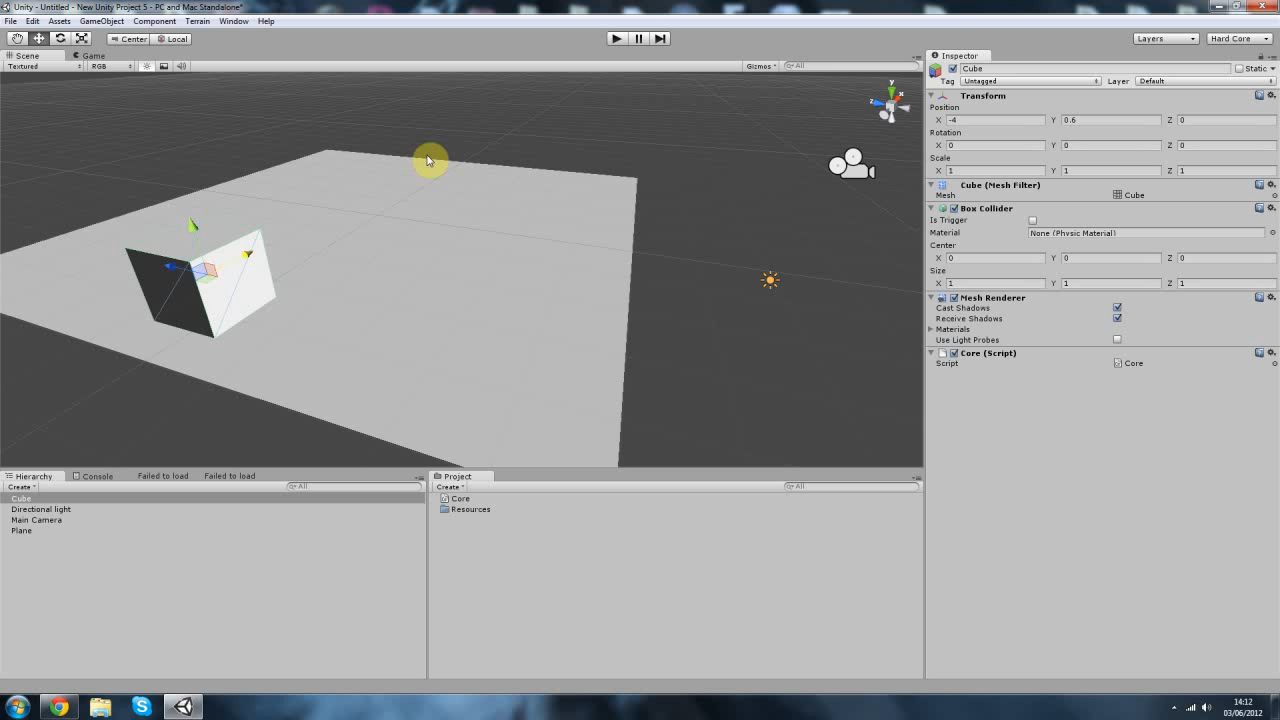 Unity - Untitled - New Unity Project 5 - PC and Mac Standalone*
File Edit Assets GameObject Component Terrain Window Help
Center Local Layers Hard Core
Scene Game
Textured RGB Gizmos All
y x z
Inspector
Cube Static
Tag Untagged Layer Default
Transform
Position
X -4 Y 0.6 Z 0
Rotation
X 0 Y 0 Z 0
Scale
X 1 Y 1 Z 1
Cube (Mesh Filter)
Mesh Cube
Box Collider
Is Trigger
Material None (Physic Material)
Center
X 0 Y 0 Z 0
Size
X 1 Y 1 Z 1
Mesh Renderer
Cast Shadows
Receive Shadows
Materials
Use Light Probes
Core (Script)
Script Core
Hierarchy Console Failed to load Failed to load
Create All
Cube
Directional light
Main Camera
Plane
Project
Create All
Core
Resources
14:12
03/06/2012